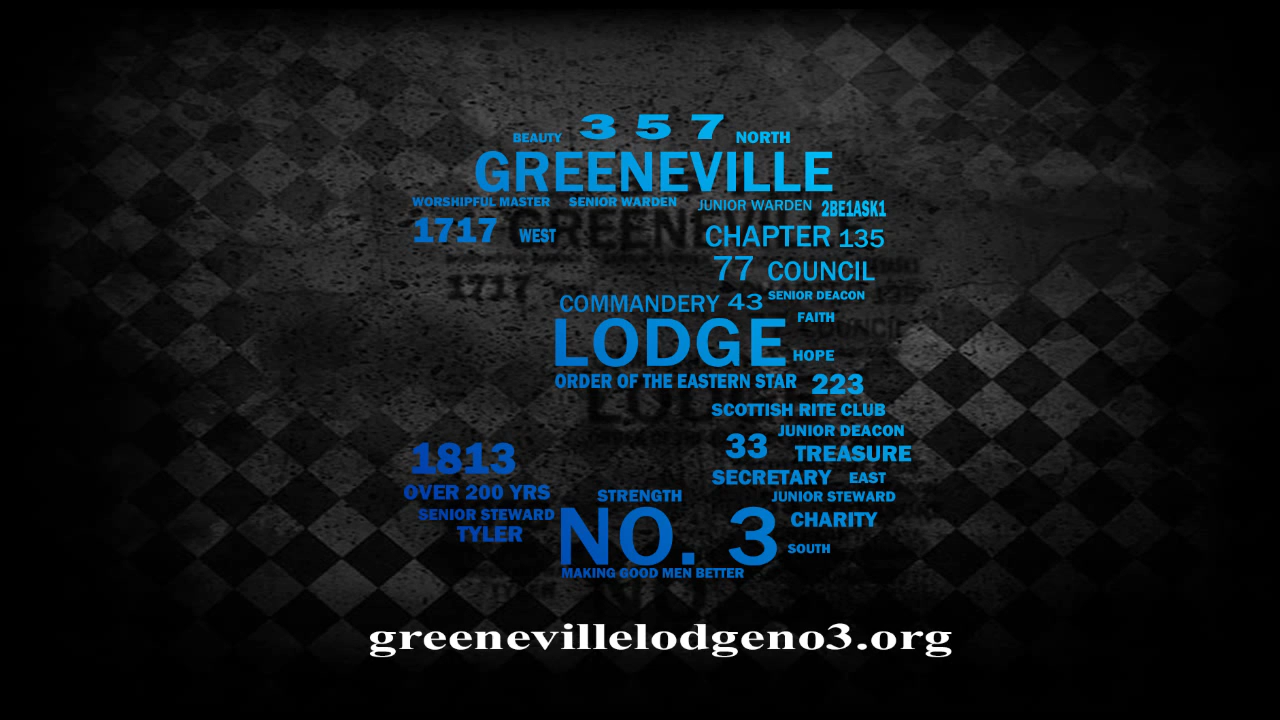 BEAUTY 3 5 7 NORTH
GREENEVILLE
WORSHIPFUL MASTER SENIOR WARDEN JUNIOR WARDEN 2BE1ASK1
1717 WEST CHAPTER 135
77 COUNCIL
COMMANDERY 43 SENIOR DEACON
FAITH
LODGE HOPE
ORDER OF THE EASTERN STAR 223
SCOTTISH RITE CLUB
JUNIOR DEACON
1813 33 TREASURE
SECRETARY EAST
OVER 200 YRS STRENGTH JUNIOR STEWARD
SENIOR STEWARD CHARITY
TYLER NO. 3 SOUTH
MAKING GOOD MEN BETTER
greenevillelodgeno3.org